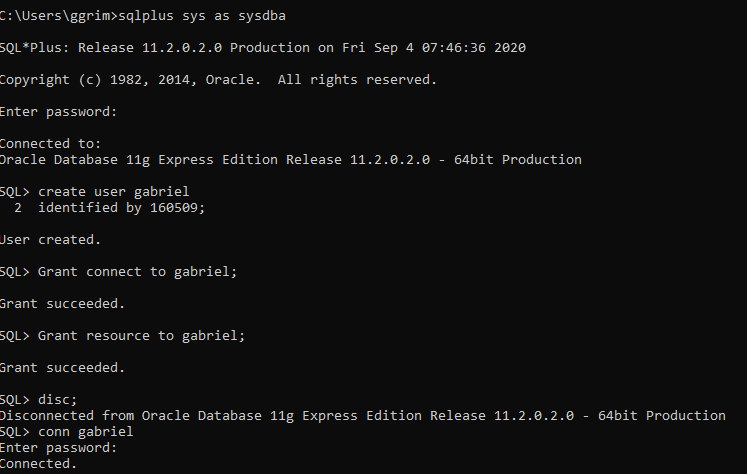 C:\Users\ggrim>sqlplus sys as sysdba
SQL*Plus: Release 11.2.0.2.0 Production on Fri Sep 4 07:46:36 2020
Copyright (c) 1982, 2014, Oracle.  All rights reserved.
Enter password:
Connected to:
Oracle Database 11g Express Edition Release 11.2.0.2.0 - 64bit Production
SQL> create user gabriel
  2  identified by 160509;
User created.
SQL> Grant connect to gabriel;
Grant succeeded.
SQL> Grant resource to gabriel;
Grant succeeded.
SQL> disc;
Disconnected from Oracle Database 11g Express Edition Release 11.2.0.2.0 - 64bit Production
SQL> conn gabriel
Enter password:
Connected.